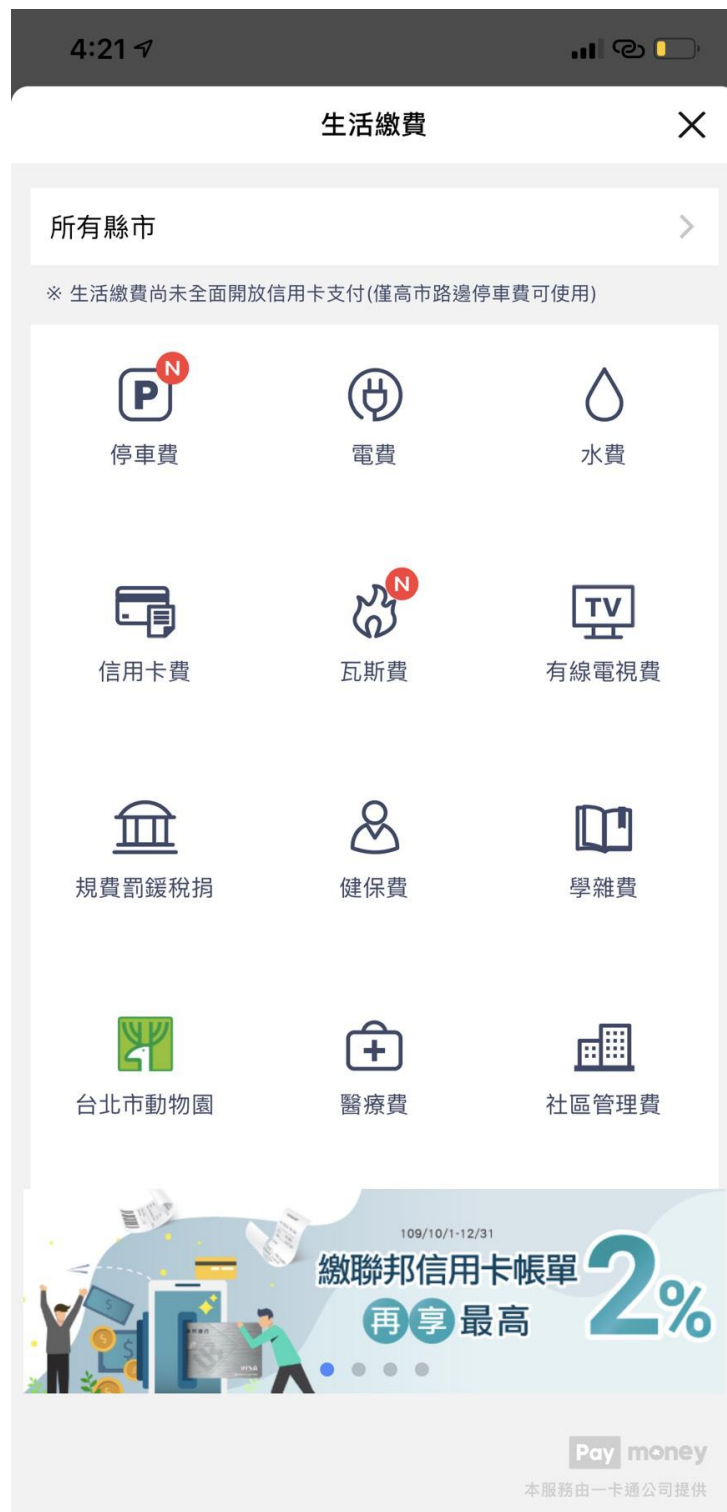 4:21
生活繳費
所有縣市
※ 生活繳費尚未全面開放信用卡支付(僅高市路邊停車費可使用)
P N
停車費
電費
水費
信用卡費
N
瓦斯費
TV
有線電視費
規費罰鍰稅捐
健保費
學雜費
台北市動物園
醫療費
社區管理費
109/10/1-12/31
繳聯邦信用卡帳單
再享最高
2%
VISA
Pay money
本服務由一卡通公司提供